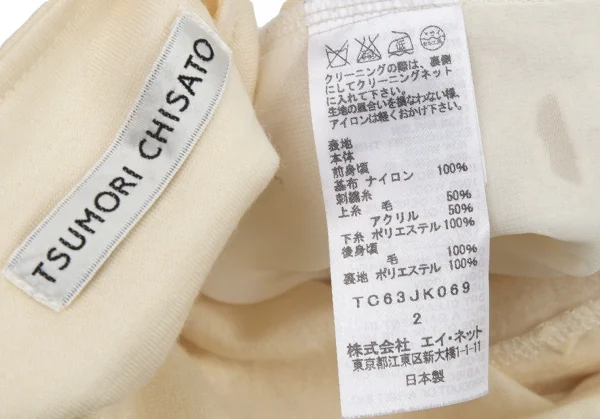 TSUMORI CHISATO
クリーニングの際は、裏側
にしてクリーニングネット
に入れて下さい。
生地の風合いを損なわない様、
アイロンは軽くおかけ下さい。
表地
本体
前身頃
基布 ナイロン 100%
刺繍糸
上糸 毛 50%
アクリル 50%
下糸 ポリエステル 100%
後身頃
毛 100%
裏地 ポリエステル 100%
TC63JK069
2
株式会社 エイ・ネット
東京都江東区新大橋1-1-11
日本製